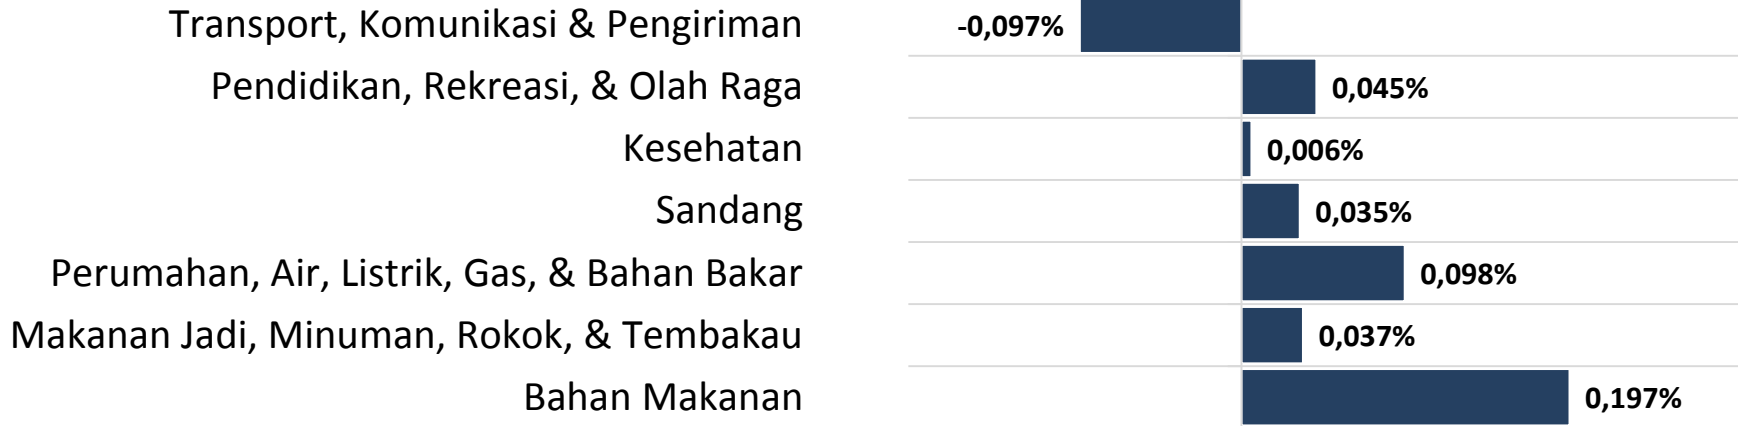 Transport, Komunikasi & Pengiriman -0,097%
Pendidikan, Rekreasi, & Olah Raga 0,045%
Kesehatan 0,006%
Sandang 0,035%
Perumahan, Air, Listrik, Gas, & Bahan Bakar 0,098%
Makanan Jadi, Minuman, Rokok, & Tembakau 0,037%
Bahan Makanan 0,197%